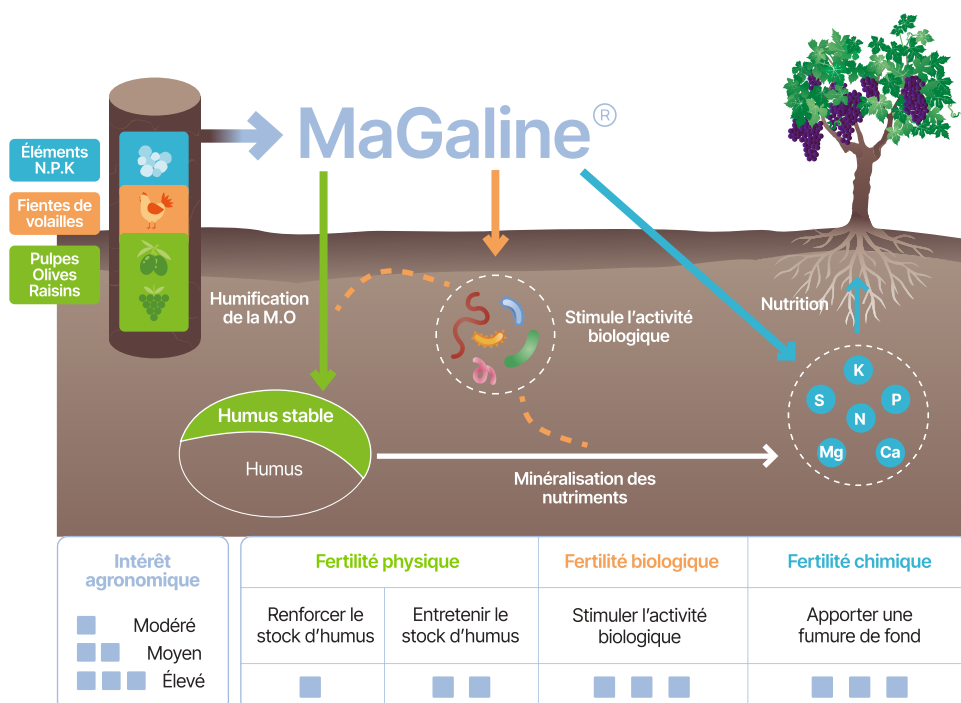 MaGaline®
Éléments
N.P.K
Fientes de
volailles
Pulpes
Olives
Raisins
Humification
de la M.O
Stimule l’activité
biologique
Nutrition
K
S
P
N
Mg
Ca
Humus stable
Humus
Minéralisation des
nutriments
Intérêt
agronomique
Modéré
Moyen
Élevé
Fertilité physique
Fertilité biologique
Fertilité chimique
Renforcer le
stock d’humus
Entretenir le
stock d’humus
Stimuler l’activité
biologique
Apporter une
fumure de fond